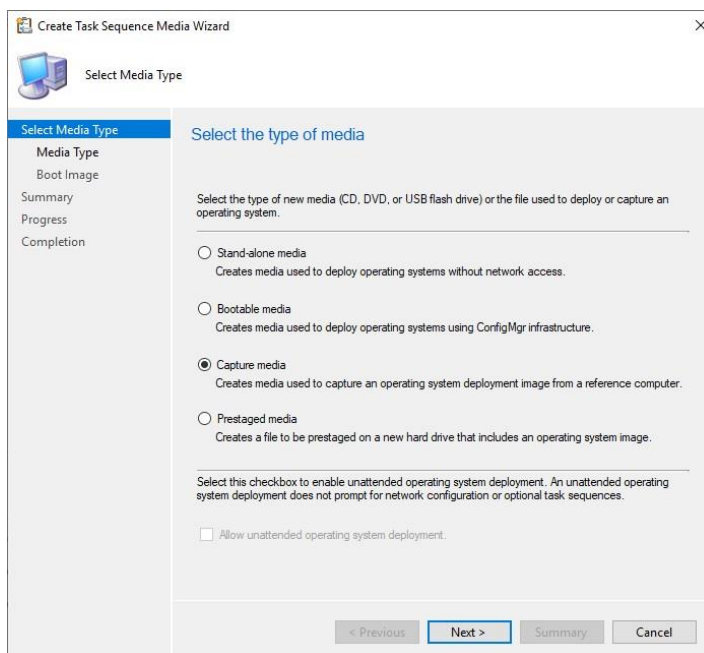 Create Task Sequence Media Wizard
Select Media Type
Select Media Type
Media Type
Boot Image
Summary
Progress
Completion
Select the type of media
Select the type of new media (CD, DVD, or USB flash drive) or the file used to deploy or capture an
operating system.
Stand-alone media
Creates media used to deploy operating systems without network access.
Bootable media
Creates media used to deploy operating systems using ConfigMgr infrastructure.
Capture media
Creates media used to capture an operating system deployment image from a reference computer.
Prestaged media
Creates a file to be prestaged on a new hard drive that includes an operating system image.
Select this checkbox to enable unattended operating system deployment. An unattended operating
system deployment does not prompt for network configuration or optional task sequences.
Allow unattended operating system deployment.
< Previous Next > Summary Cancel